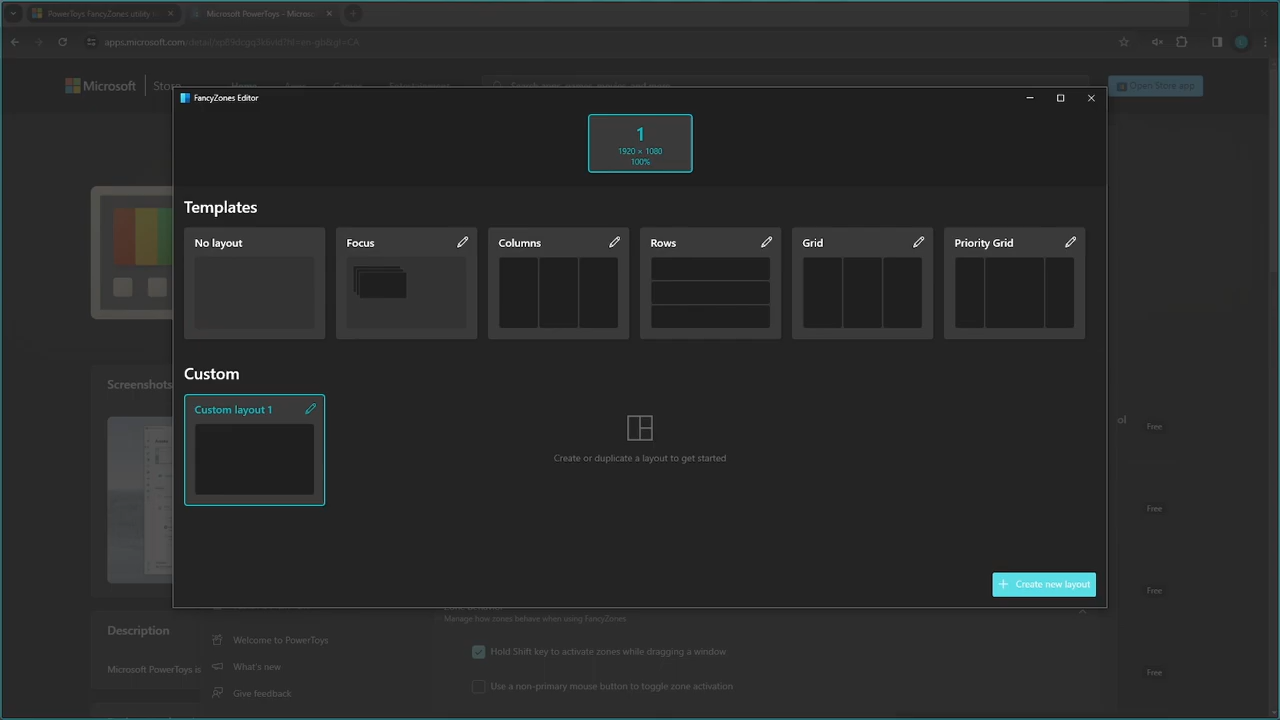 PowerToys FancyZones utility
Microsoft PowerToys - Micros
apps.microsoft.com/detail/
Microsoft
Store
Open Store app
FancyZones Editor
1
1920 × 1080
100%
Templates
No layout
Focus
Columns
Rows
Grid
Priority Grid
Custom
Custom layout 1
Create or duplicate a layout to get started
Create new layout
Screenshots
Free
Free
Free
Free
Description
Microsoft PowerToys is
Manage how zones behave when using FancyZones
Welcome to PowerToys
What's new
Give feedback
Hold Shift key to activate zones while dragging a window
Use a non-primary mouse button to toggle zone activation